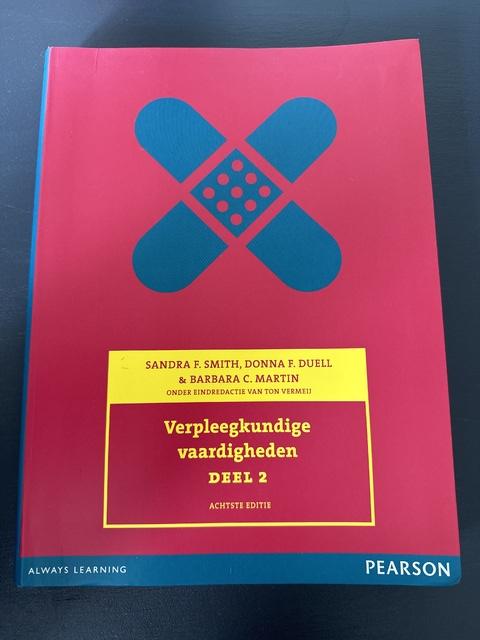 SANDRA F. SMITH, DONNA F. DUELL
& BARBARA C. MARTIN
ONDER EINDREDACTIE VAN TON VERMEIJ
Verpleegkundige
vaardigheden
DEEL 2
ACHTSTE EDITIE
ALWAYS LEARNING
PEARSON